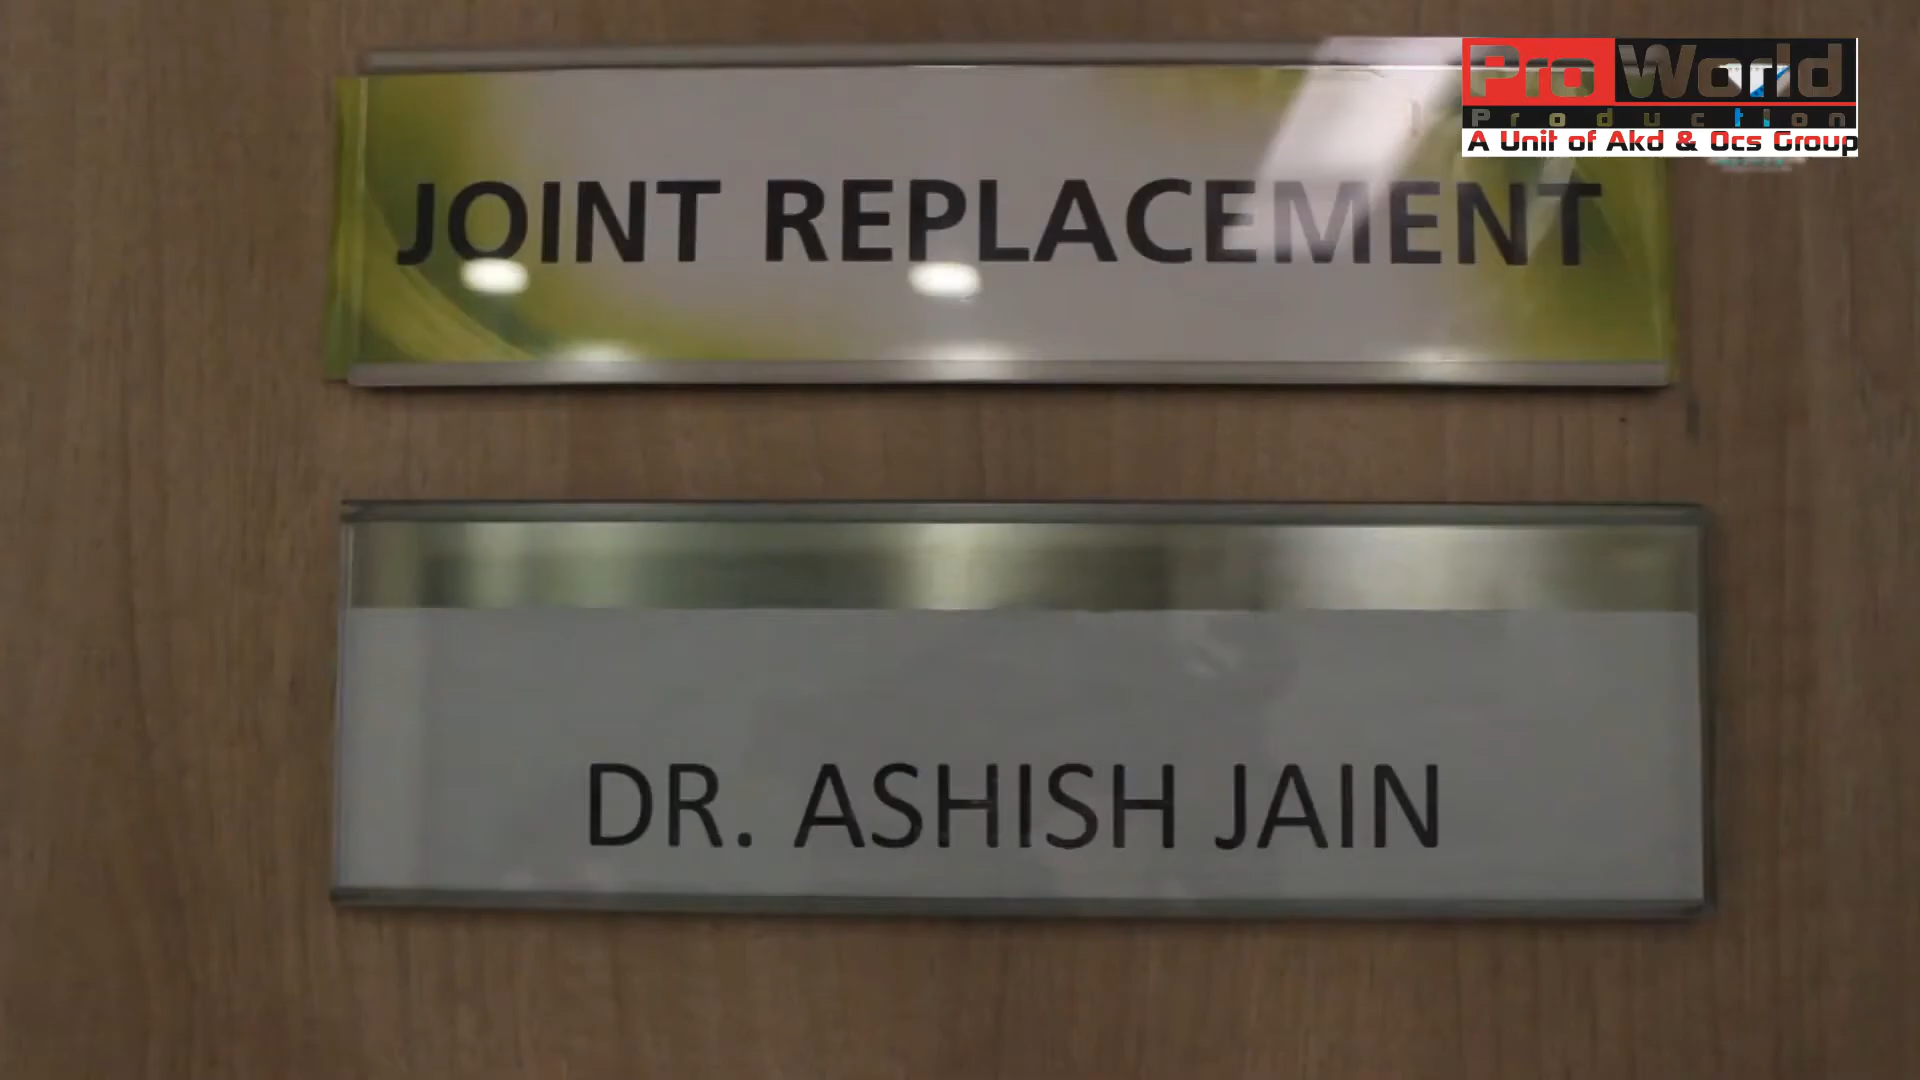 Pro World
Production
A Unit of Akd & Ocs Group
JOINT REPLACEMENT
DR. ASHISH JAIN